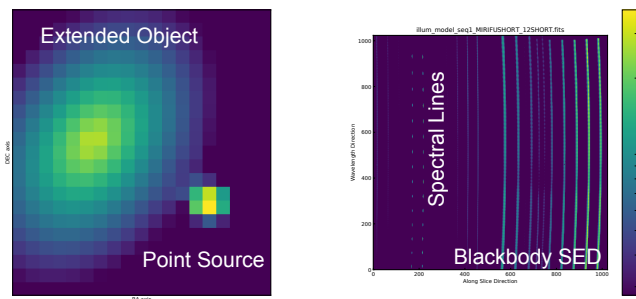 Extended Object
Point Source
DEC axis
RA axis
illum_model_seq1_MIRIFUSHORT_12SHORT.fits
Spectral Lines
Blackbody SED
Wavelength Direction
Along Slice Direction
1000
800
600
400
200
0
0 200 400 600 800 1000